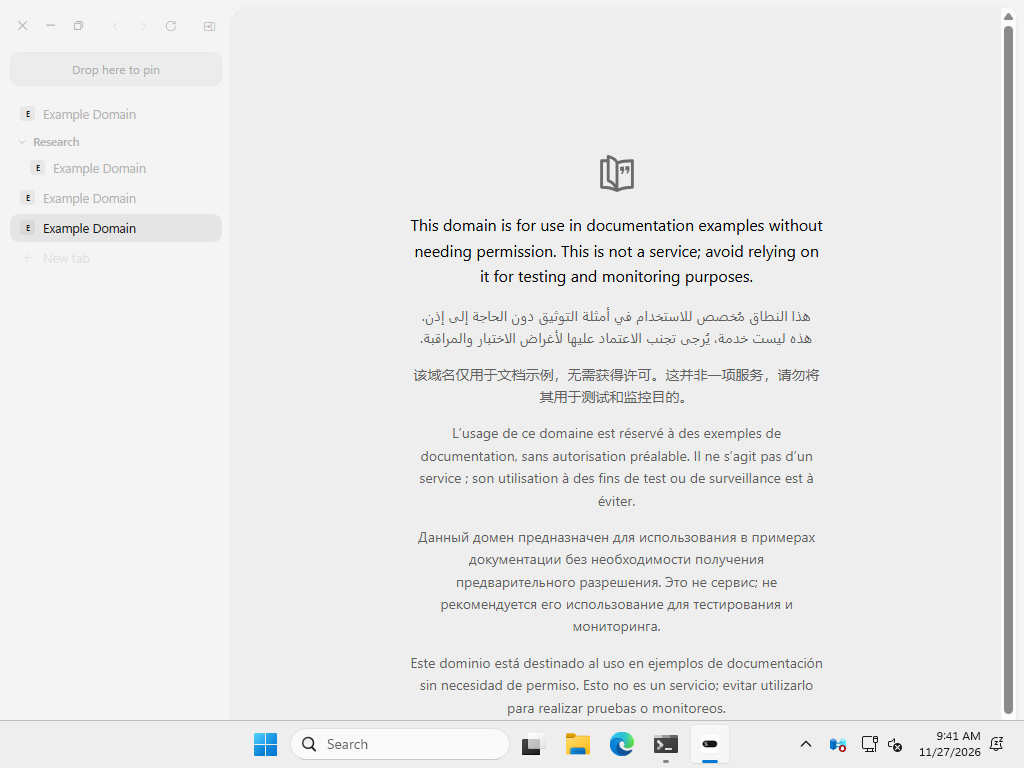 Drop here to pin
E Example Domain
Research
E Example Domain
E Example Domain
E Example Domain
+ New tab
This domain is for use in documentation examples without
needing permission. This is not a service; avoid relying on
it for testing and monitoring purposes.
هذا النطاق مُخصص للاستخدام في أمثلة التوثيق دون الحاجة إلى إذن.
هذه ليست خدمة، يُرجى تجنب الاعتماد عليها لأغراض الاختبار والمراقبة.
该域名仅用于文档示例，无需获得许可。这并非一项服务，请勿将
其用于测试和监控目的。
L’usage de ce domaine est réservé à des exemples de
documentation, sans autorisation préalable. Il ne s’agit pas d’un
service ; son utilisation à des fins de test ou de surveillance est à
éviter.
Данный домен предназначен для использования в примерах
документации без необходимости получения
предварительного разрешения. Это не сервис; не
рекомендуется его использование для тестирования и
мониторинга.
Este dominio está destinado al uso en ejemplos de documentación
sin necesidad de permiso. Esto no es un servicio; evitar utilizarlo
para realizar pruebas o monitoreos.
Search
9:41 AM
11/27/2026